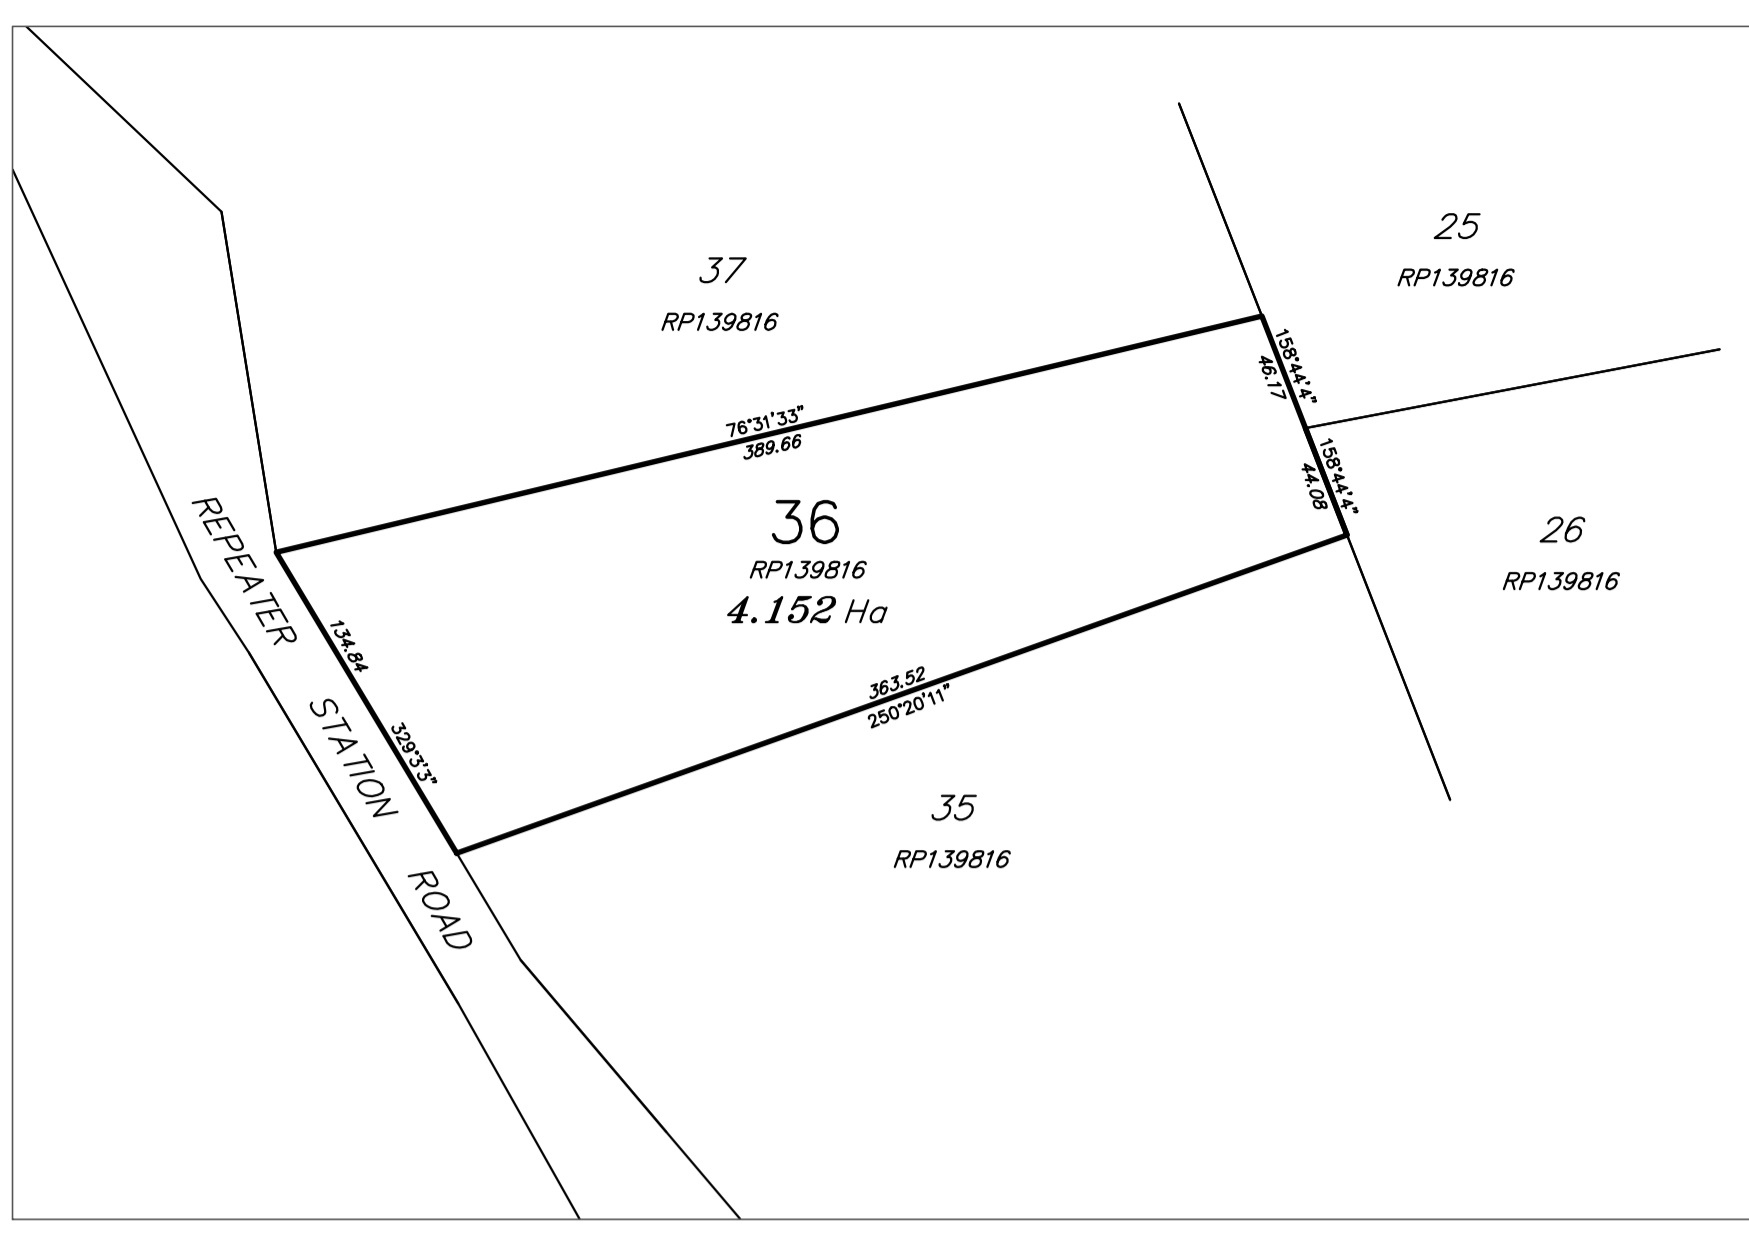 25
RP139816
37
RP139816
158°44'4"
46.17
76°31'33"
389.66
158°44'4"
44.08
36
RP139816
4.152 Ha
26
RP139816
REPEATER STATION ROAD
134.84
329°3'3"
363.52
250°20'11"
35
RP139816